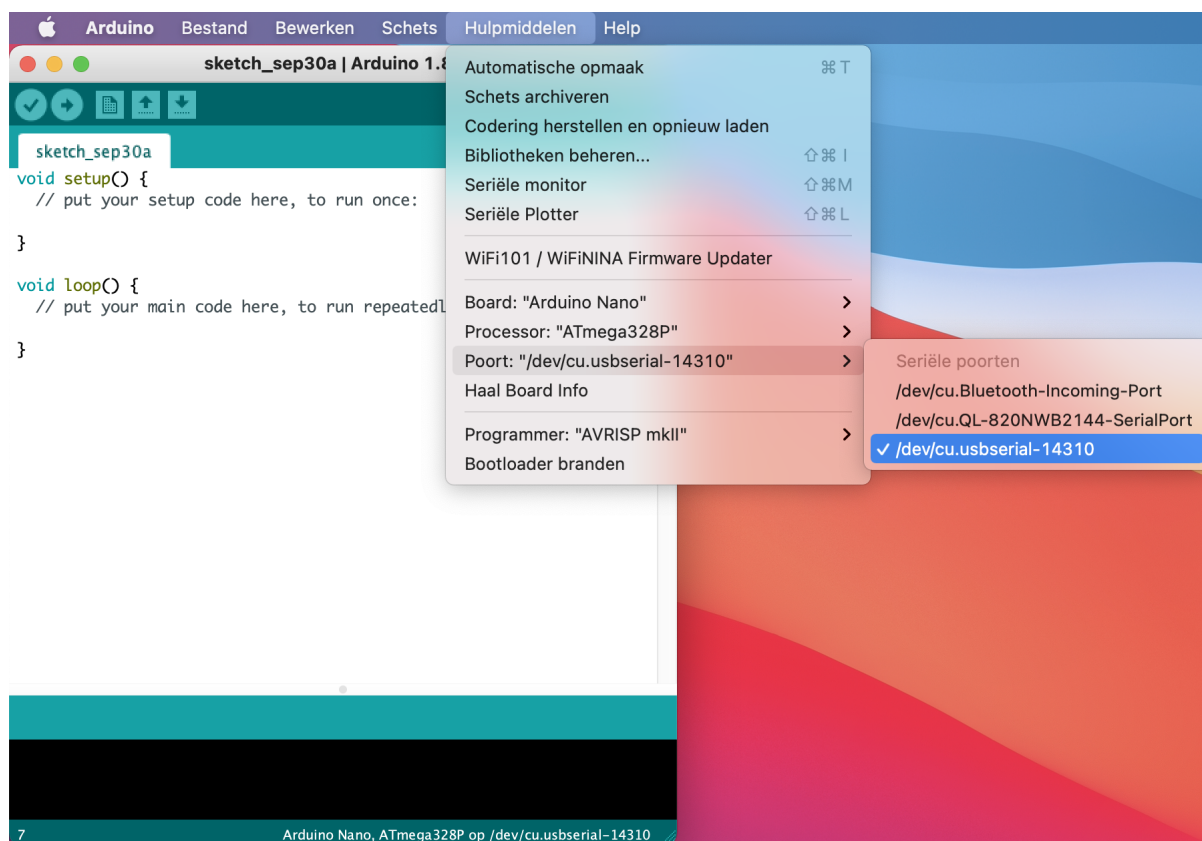 Arduino Bestand Bewerken Schets Hulpmiddelen Help
sketch_sep30a | Arduino 1.8
sketch_sep30a
void setup() {
// put your setup code here, to run once:
}
void loop() {
// put your main code here, to run repeatedl
}
Automatische opmaak ⌘ T
Schets archiveren
Codering herstellen en opnieuw laden
Bibliotheken beheren... ⇧⌘ I
Seriële monitor ⇧⌘M
Seriële Plotter ⇧⌘ L
WiFi101 / WiFiNINA Firmware Updater
Board: "Arduino Nano"
Processor: "ATmega328P"
Poort: "/dev/cu.usbserial-14310"
Haal Board Info
Programmer: "AVRISP mkII"
Bootloader branden
Seriële poorten
/dev/cu.Bluetooth-Incoming-Port
/dev/cu.QL-820NWB2144-SerialPort
✓ /dev/cu.usbserial-14310
7 Arduino Nano, ATmega328P op /dev/cu.usbserial-14310